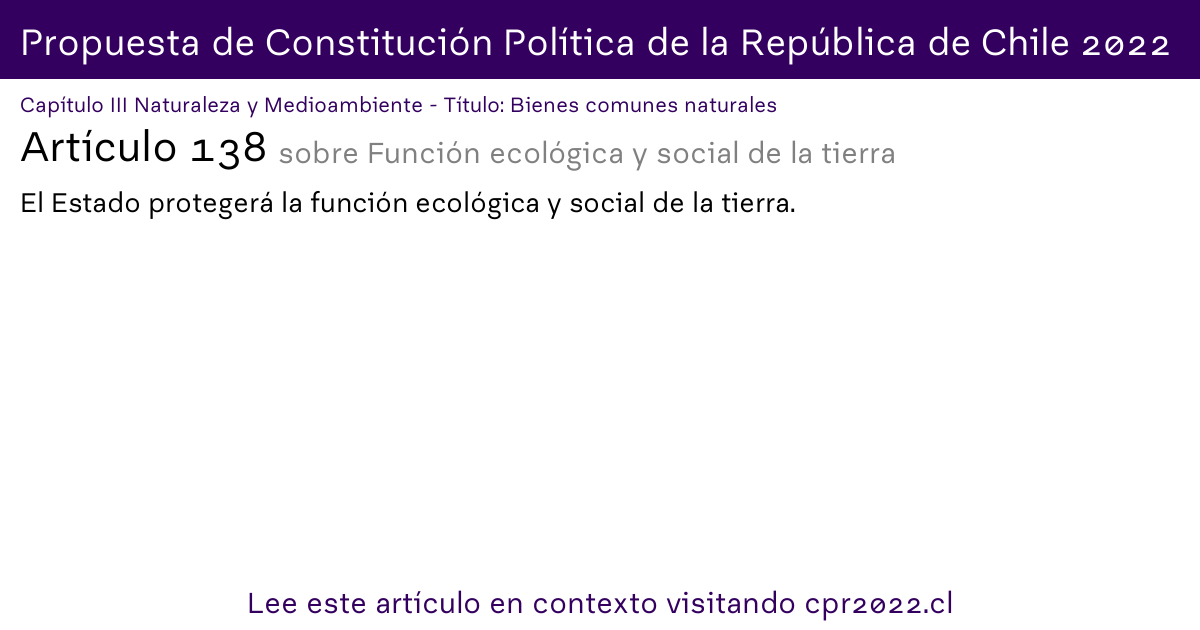 Propuesta de Constitución Política de la República de Chile 2022
Capítulo III Naturaleza y Medioambiente - Título: Bienes comunes naturales
Artículo 138 sobre Función ecológica y social de la tierra
El Estado protegerá la función ecológica y social de la tierra.
Lee este artículo en contexto visitando cpr2022.cl